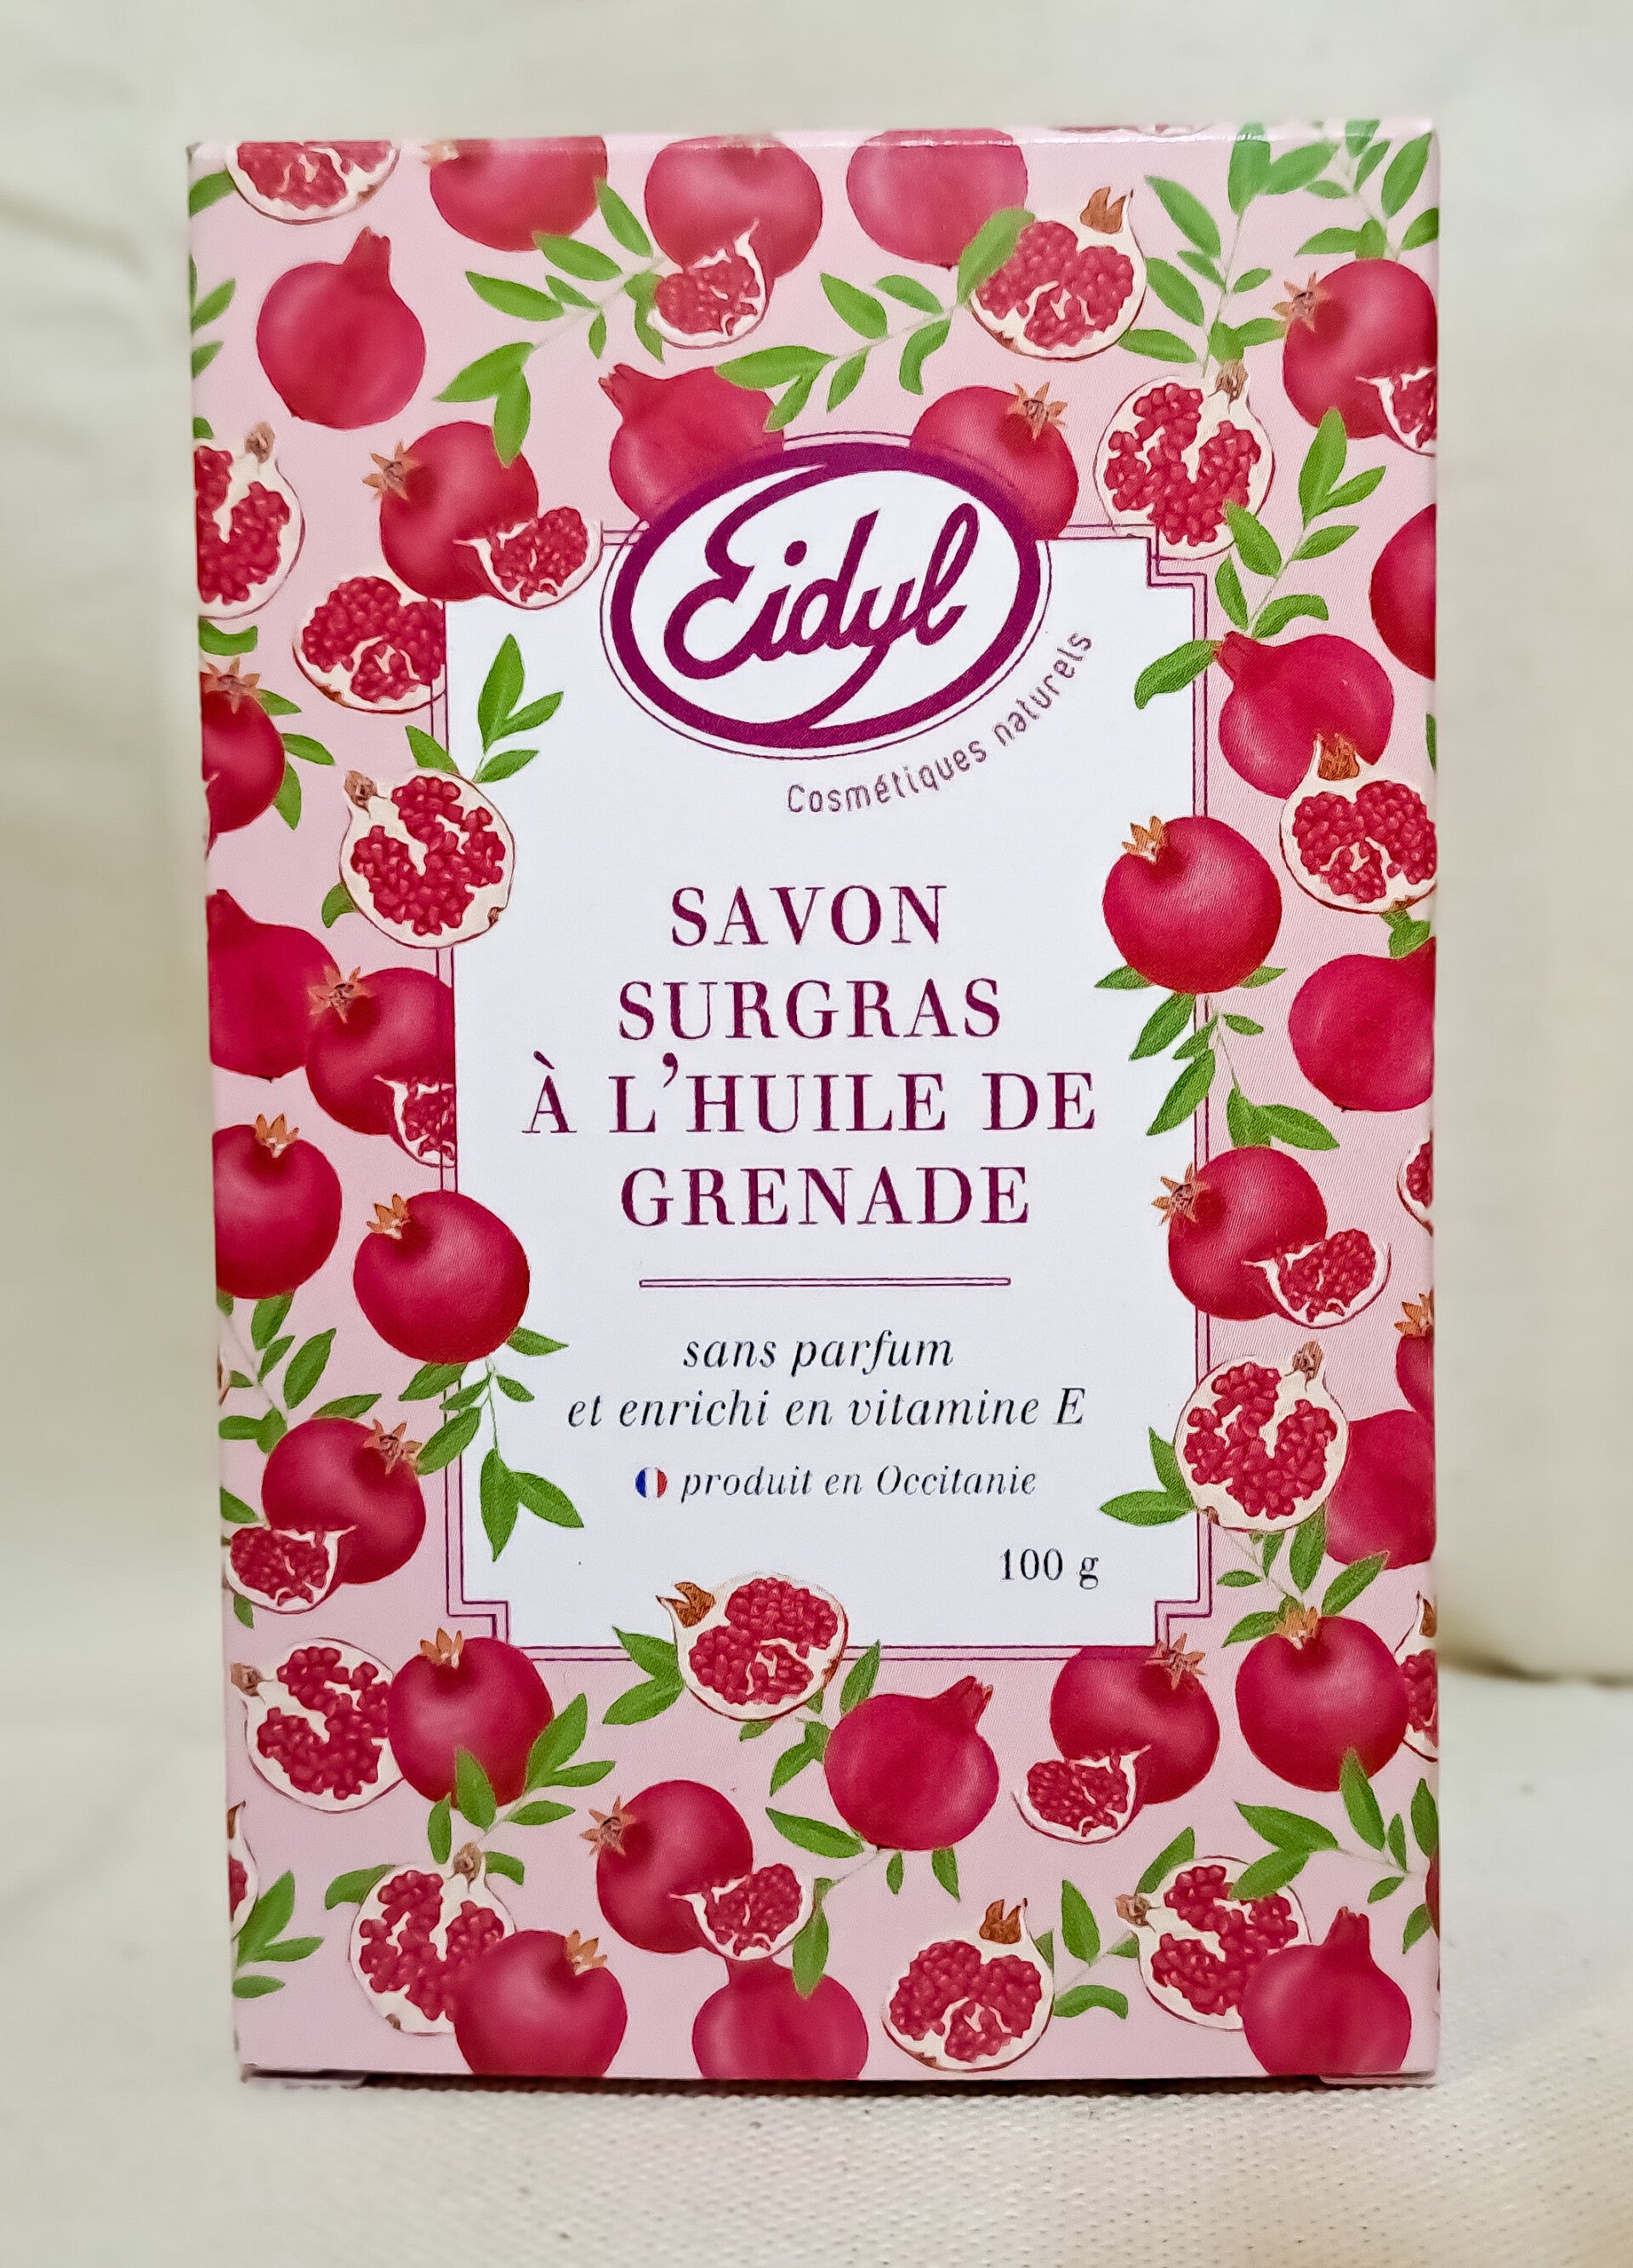 Eidyl
Cosmétiques naturels
SAVON
SURGRAS
À L'HUILE DE
GRENADE
sans parfum
et enrichi en vitamine E
produit en Occitanie
100 g